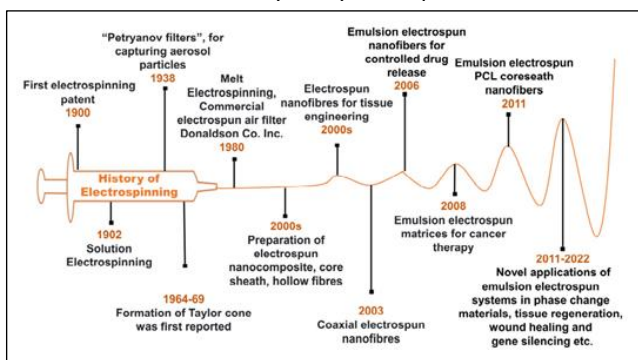 First electrospinning
patent
1900
"Petryanov filters", for
capturing aerosol
particles
1938
Melt
Electrospinning,
Commercial
electrospun air filter
Donaldson Co. Inc.
1980
Electrospun
nanofibres for tissue
engineering
2000s
Emulsion electrospun
nanofibers for
controlled drug
release
2006
Emulsion electrospun
PCL coreseath
nanofibers
2011
History of
Electrospinning
1902
Solution
Electrospinning
1964-69
Formation of Taylor cone
was first reported
2000s
Preparation of
electrospun
nanocomposite, core
sheath, hollow fibres
2003
Coaxial electrospun
nanofibres
2008
Emulsion electrospun
matrices for cancer
therapy
2011-2022
Novel applications of
emulsion electrospun
systems in phase change
materials, tissue regeneration,
wound healing and
gene silencing etc.